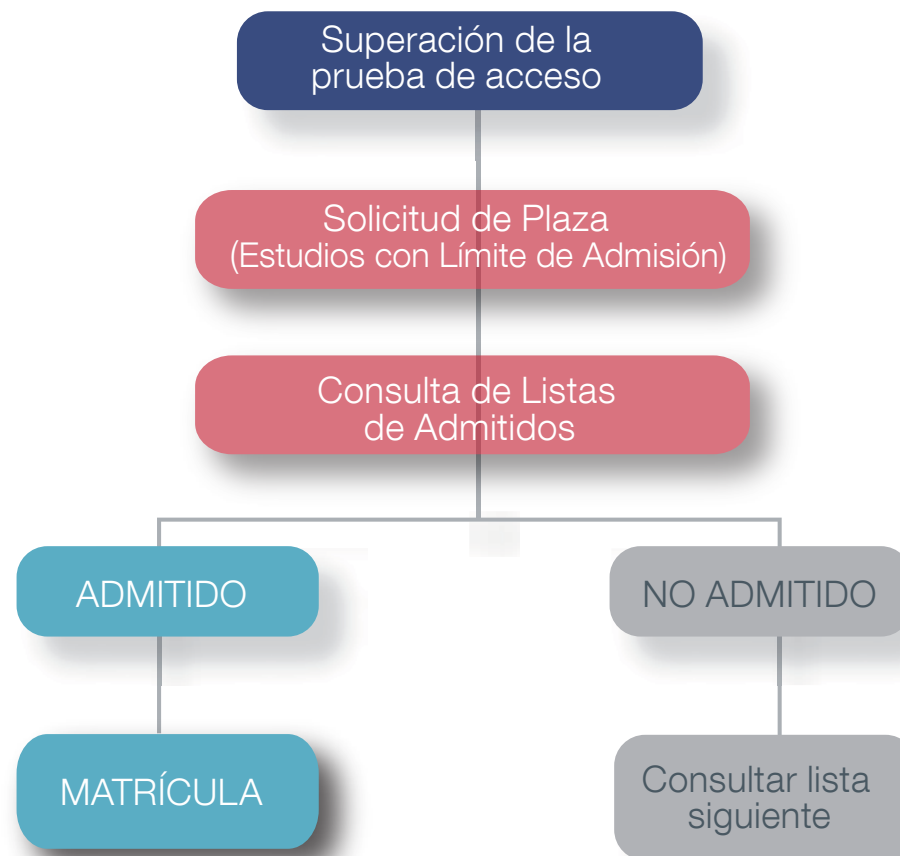 Superación de la
prueba de acceso
Solicitud de Plaza
(Estudios con Límite de Admisión)
Consulta de Listas
de Admitidos
ADMITIDO
NO ADMITIDO
MATRÍCULA
Consultar lista
siguiente